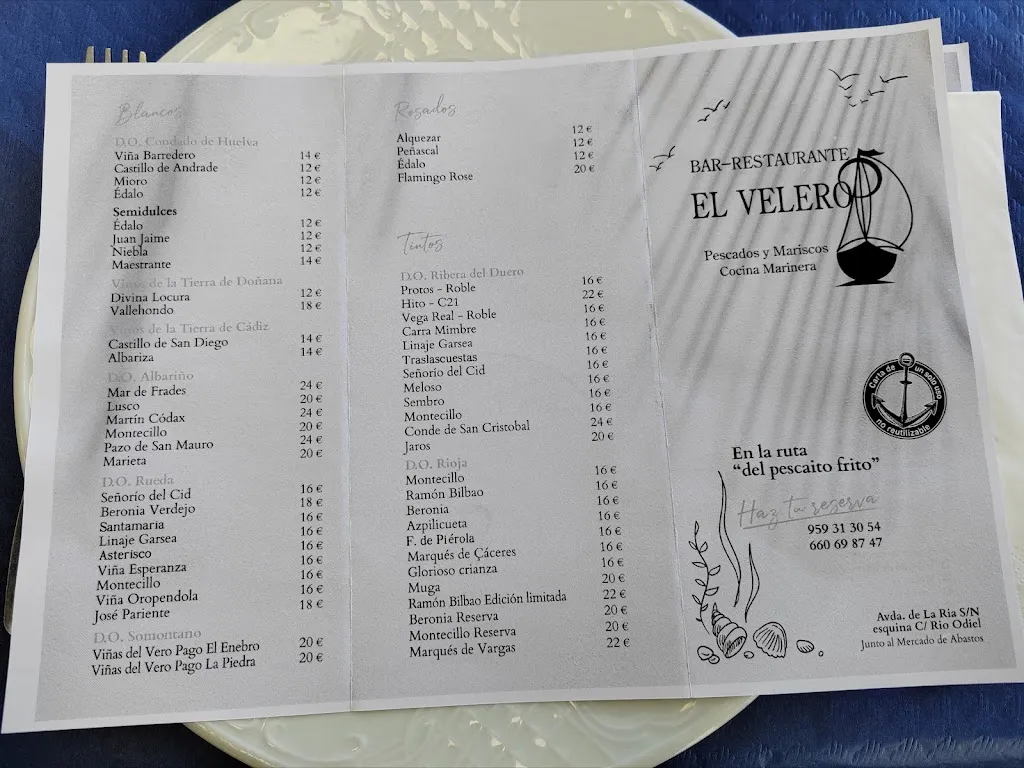 Blancos
D.O. Condado de Huelva
Viña Barredero 14 €
Castillo de Andrade 12 €
Mioro 12 €
Édalo 12 €
Semidulces
Édalo 12 €
Juan Jaime 12 €
Niebla 12 €
Maestrante 14 €
Vinos de la Tierra de Doñana
Divina Locura 12 €
Vallehondo 18 €
Vinos de la Tierra de Cádiz
Castillo de San Diego 14 €
Albariza 14 €
D.O. Albariño
Mar de Frades 24 €
Lusco 20 €
Martín Códax 24 €
Montecillo 20 €
Pazo de San Mauro 24 €
Marieta 20 €
D.O. Rueda
Señorío del Cid 16 €
Beronia Verdejo 18 €
Santamaria 16 €
Linaje Garsea 16 €
Asterisco 16 €
Viña Esperanza 16 €
Montecillo 16 €
Viña Oropendola 16 €
José Pariente 18 €
D.O. Somontano
Viñas del Vero Pago El Enebro 20 €
Viñas del Vero Pago La Piedra 20 €
Rosados
Alquezar 12 €
Peñascal 12 €
Édalo 12 €
Flamingo Rose 20 €
Tintos
D.O. Ribera del Duero
Protos - Roble 16 €
Hito - C21 22 €
Vega Real - Roble 16 €
Carra Mimbre 16 €
Linaje Garsea 16 €
Traslascuestas 16 €
Señorío del Cid 16 €
Meloso 16 €
Sembro 16 €
Montecillo 16 €
Conde de San Cristobal 24 €
Jaros 20 €
D.O. Rioja
Montecillo 16 €
Ramón Bilbao 16 €
Beronia 16 €
Azpilicueta 16 €
F. de Piérola 16 €
Marqués de Çáceres 16 €
Glorioso crianza 16 €
Muga 20 €
Ramón Bilbao Edición limitada 22 €
Beronia Reserva 20 €
Montecillo Reserva 20 €
Marqués de Vargas 22 €
BAR-RESTAURANTE
EL VELERO
Pescados y Mariscos
Cocina Marinera
Carta de un solo uso
no reutilizable
En la ruta
“del pescaito frito”
Haz tu reserva
959 31 30 54
660 69 87 47
Avda. de La Ria S/N
esquina C/ Rio Odiel
Junto al Mercado de Abastos